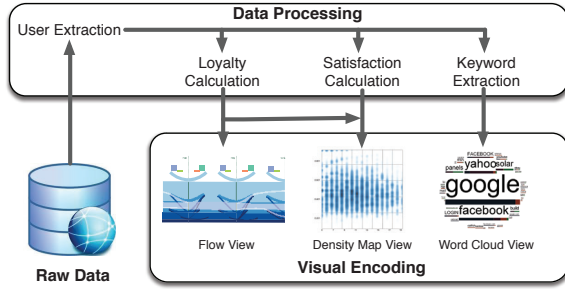 Data Processing
User Extraction
Loyalty
Calculation
Satisfaction
Calculation
Keyword
Extraction
FACEBOOK
panels yahoo solar
google
LOGIN facebook build
Flow View
Density Map View
Word Cloud View
Raw Data
Visual Encoding